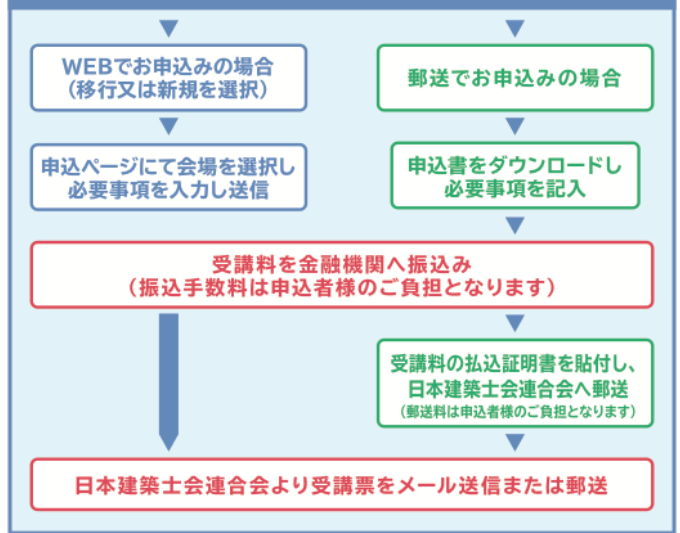 WEBでお申込みの場合
(移行又は新規を選択)
郵送でお申込みの場合
申込ページにて会場を選択し
必要事項を入力し送信
申込書をダウンロードし
必要事項を記入
受講料を金融機関へ振込み
(振込手数料は申込者様のご負担となります)
受講料の払込証明書を貼付し、
日本建築士会連合会へ郵送
(郵送料は申込者様のご負担となります)
日本建築士会連合会より受講票をメール送信または郵送